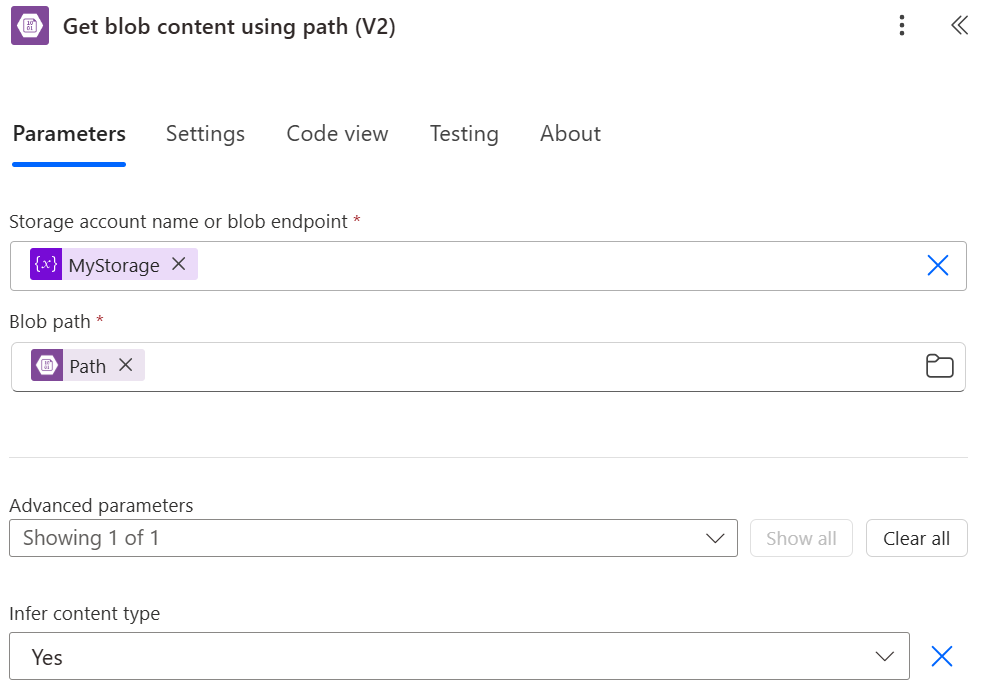 Get blob content using path (V2)
Parameters Settings Code view Testing About
Storage account name or blob endpoint *
{x} MyStorage
Blob path *
Path
Advanced parameters
Showing 1 of 1 Show all Clear all
Infer content type
Yes